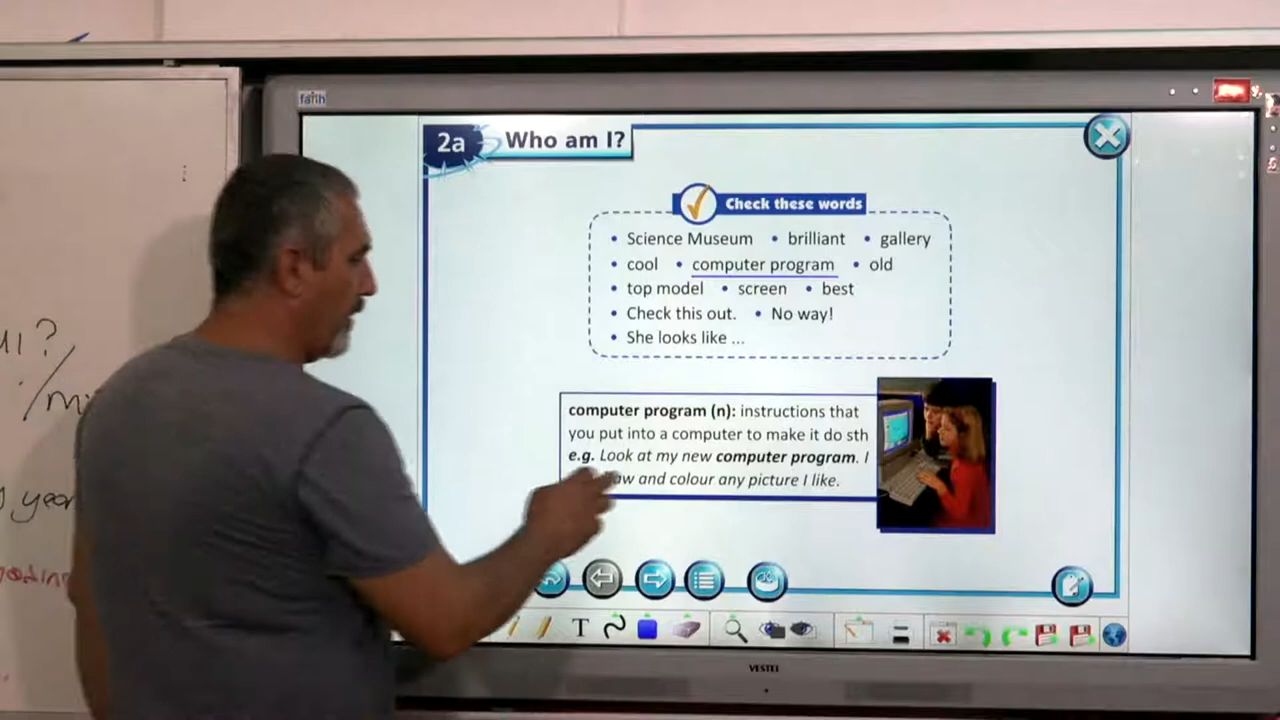 fatih
2a Who am I?
Check these words
• Science Museum • brilliant • gallery
• cool • computer program • old
• top model • screen • best
• Check this out. • No way!
• She looks like ...
computer program (n): instructions that
you put into a computer to make it do sth
e.g. Look at my new computer program. I
and colour any picture I like.
T
VESTEL
year